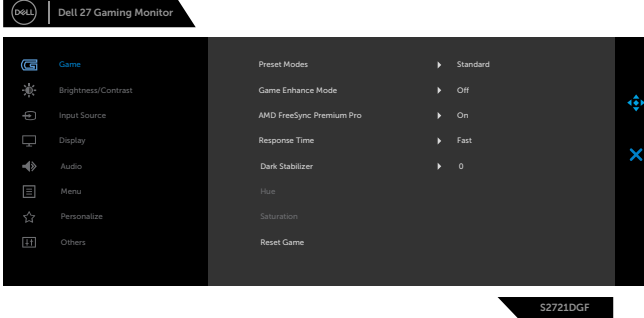 DELL
Dell 27 Gaming Monitor
Game
Preset Modes Standard
Brightness/Contrast Game Enhance Mode Off
Input Source AMD FreeSync Premium Pro On
Display Response Time Fast
Audio Dark Stabilizer 0
Menu Hue
Personalize Saturation
Others Reset Game
S2721DGF